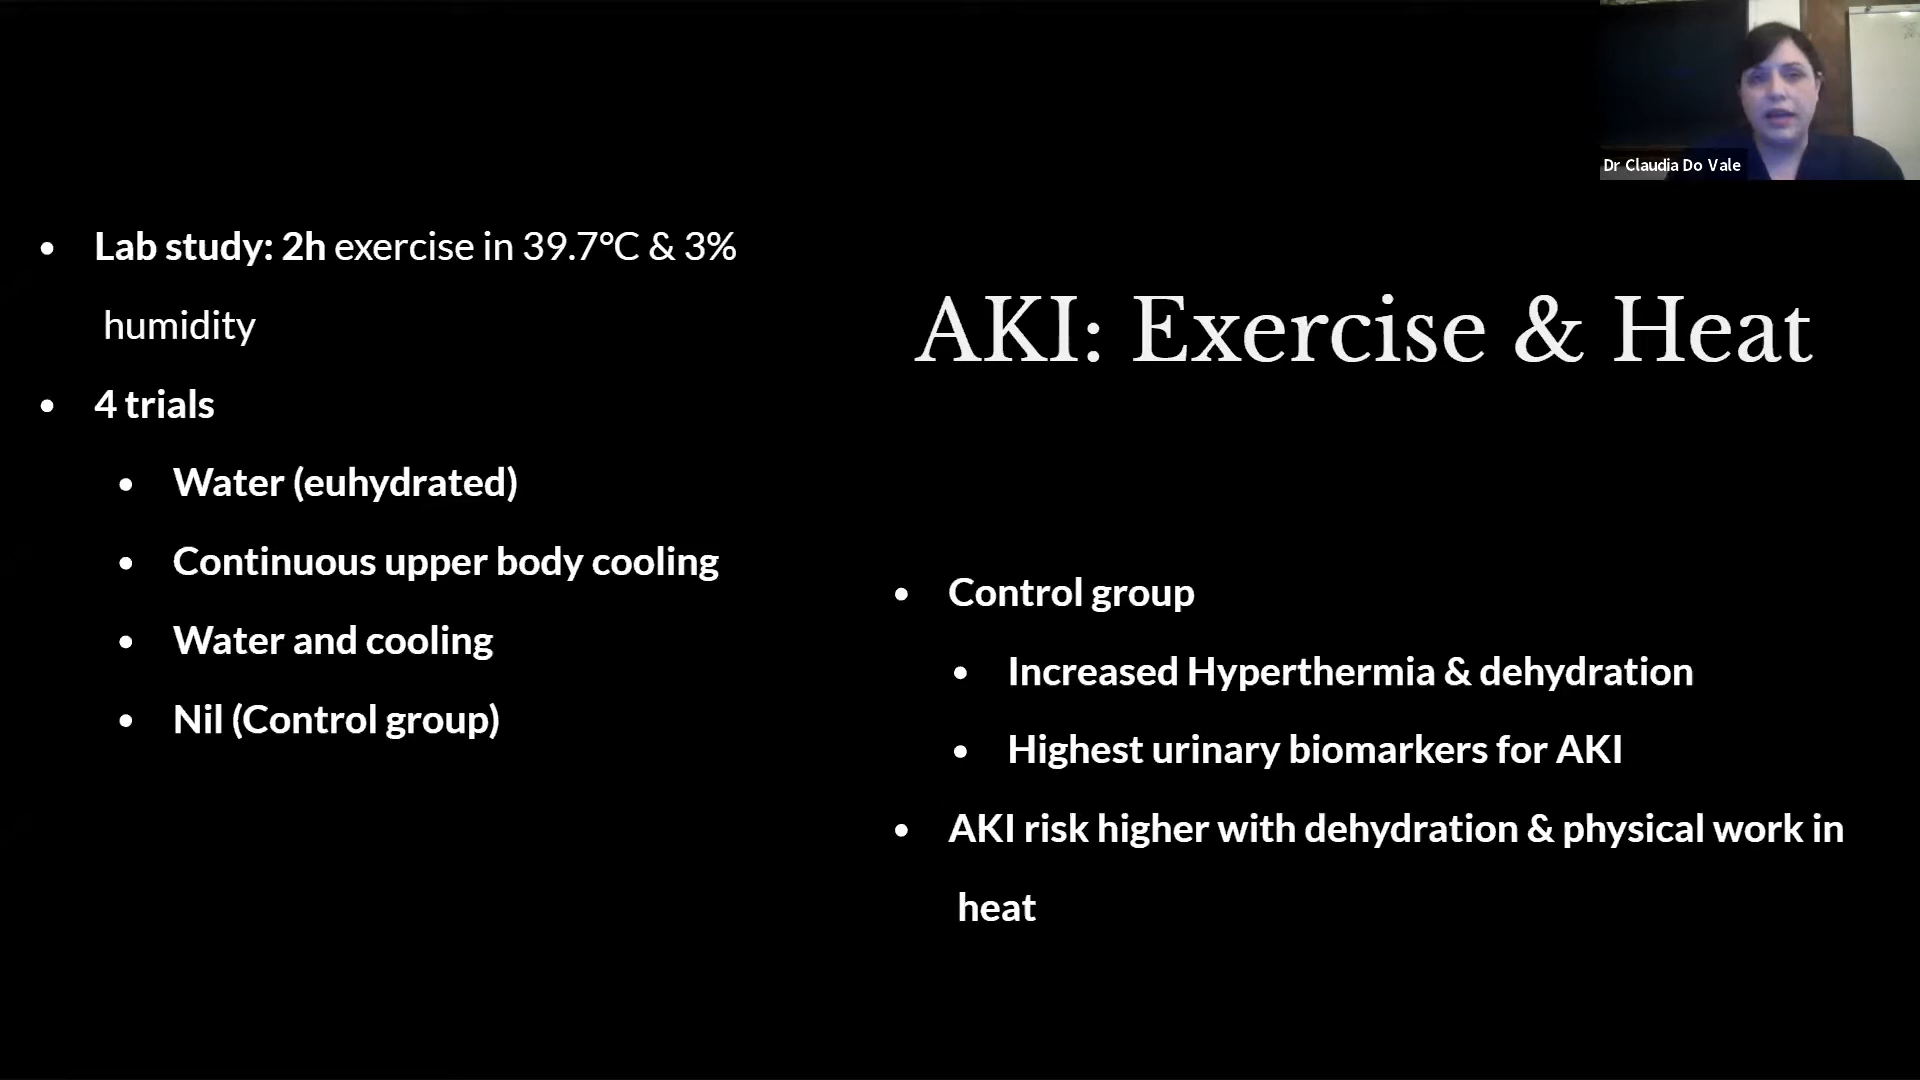 Dr Claudia Do Vale
• Lab study: 2h exercise in 39.7°C & 3%
humidity
• 4 trials
• Water (euhydrated)
• Continuous upper body cooling
• Water and cooling
• Nil (Control group)
AKI: Exercise & Heat
• Control group
• Increased Hyperthermia & dehydration
• Highest urinary biomarkers for AKI
• AKI risk higher with dehydration & physical work in
heat